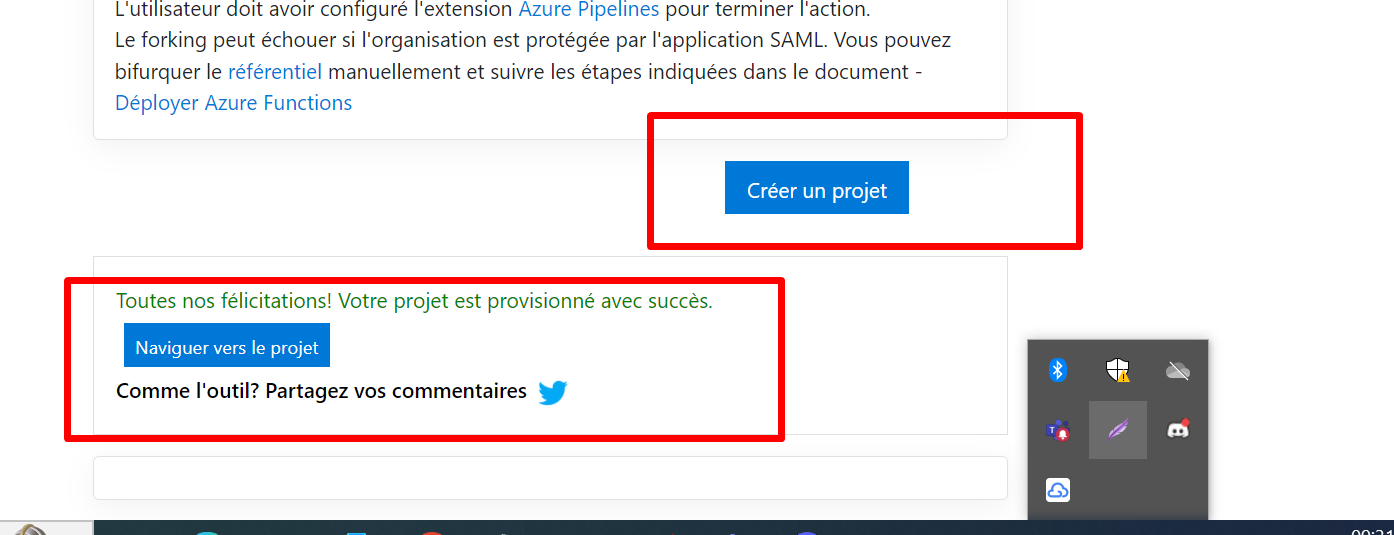 L'utilisateur doit avoir configuré l'extension Azure Pipelines pour terminer l'action.
Le forking peut échouer si l'organisation est protégée par l'application SAML. Vous pouvez
bifurquer le référentiel manuellement et suivre les étapes indiquées dans le document -
Déployer Azure Functions
Créer un projet
Toutes nos félicitations! Votre projet est provisionné avec succès.
Naviguer vers le projet
Comme l'outil? Partagez vos commentaires